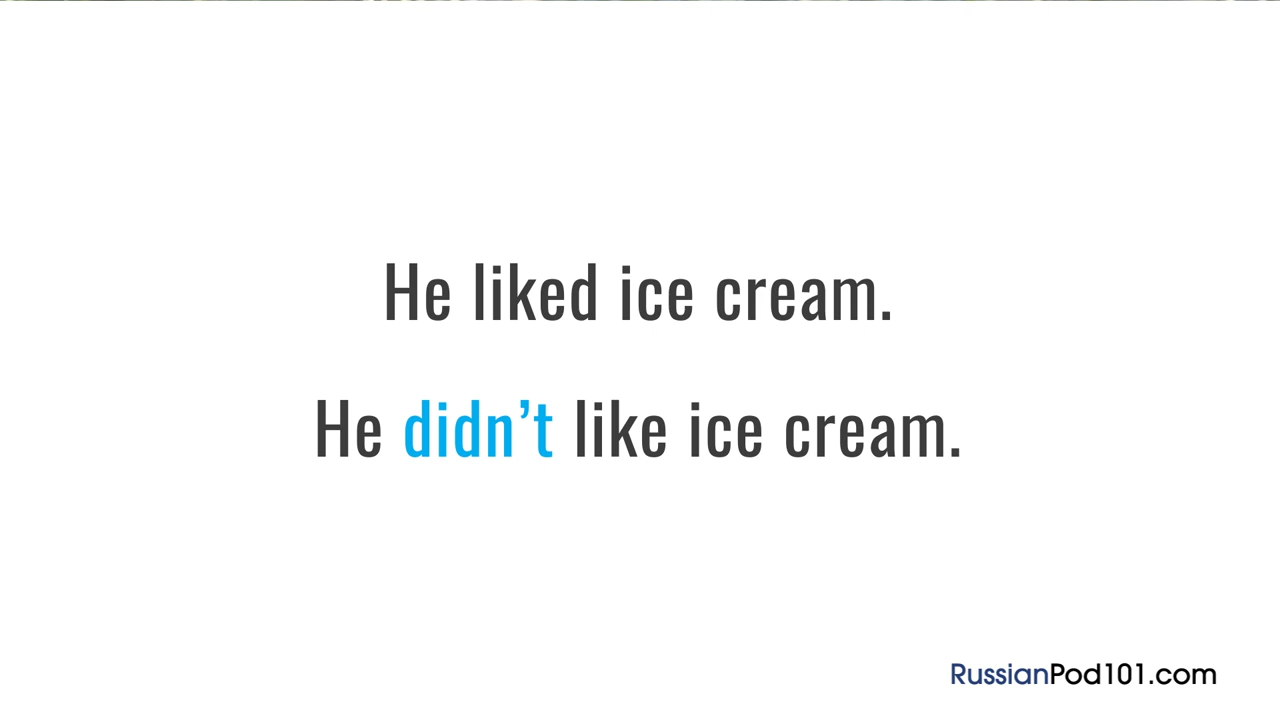 He liked ice cream.
He didn’t like ice cream.
RussianPod101.com